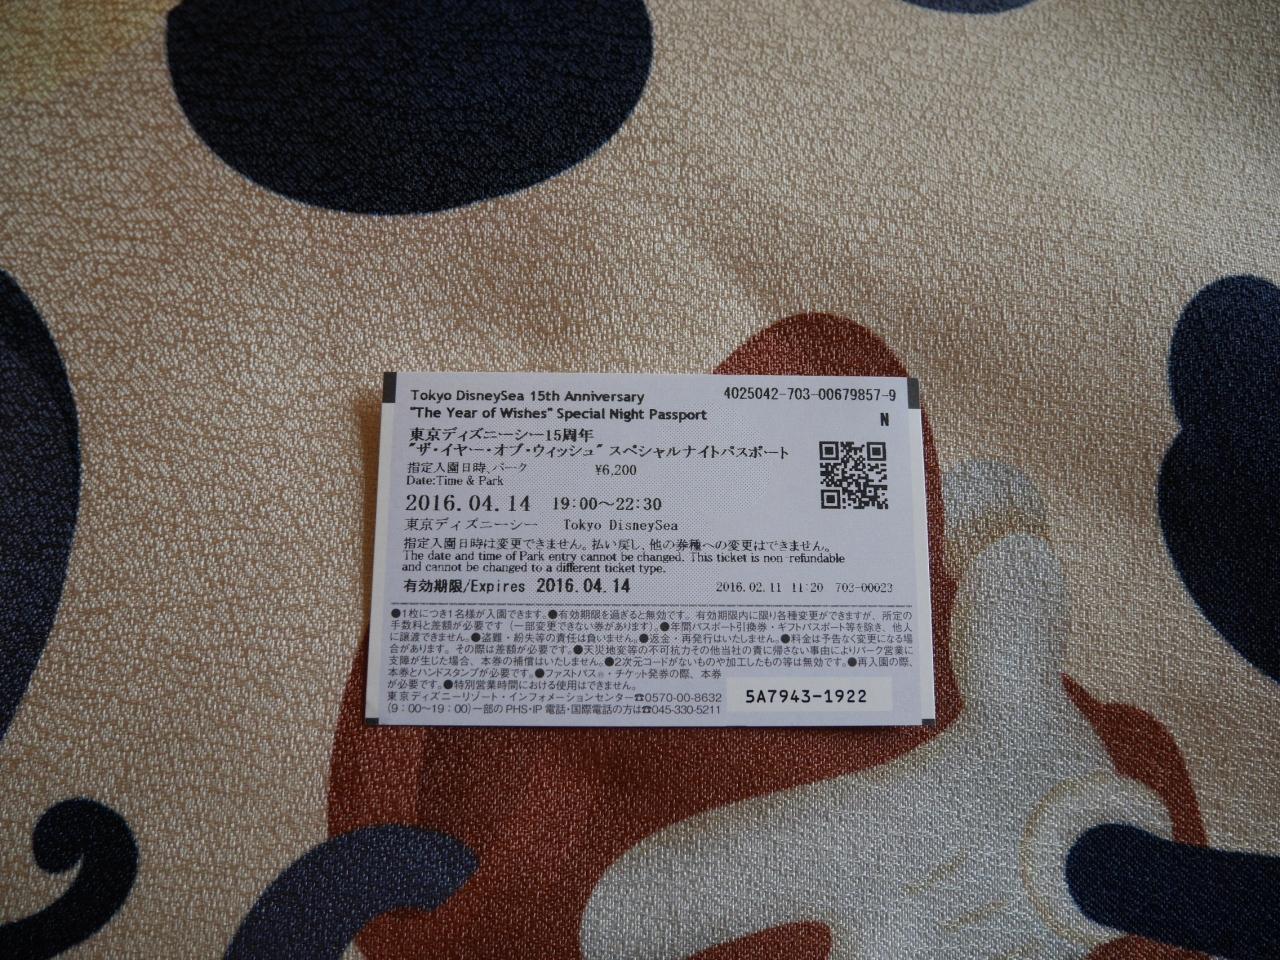 Tokyo DisneySea 15th Anniversary 4025042-703-00679857-9
"The Year of Wishes" Special Night Passport N
東京ディズニーシー15周年
"ザ・イヤー・オブ・ウィッシュ" スペシャルナイトパスポート
指定入園日時、パーク ¥6,200
Date:Time & Park
2016.04.14 19:00〜22:30
東京ディズニーシー Tokyo DisneySea
指定入園日時は変更できません。払い戻し、他の券種への変更はできません。
The date and time of Park entry cannot be changed. This ticket is non-refundable
and cannot be changed to a different ticket type.
有効期限/Expires 2016.04.14 2016.02.11 11:20 703-00023
●1枚につき1名様が入園できます。●有効期限を過ぎると無効です。有効期限内に限り各種変更ができますが、所定の
手数料と差額が必要です（一部変更できない券があります）。●年間パスポート引換券・ギフトパスポート等を除き、他人
に譲渡できません。●盗難・紛失等の責任は負いません。●返金・再発行はいたしません。●料金は予告なく変更になる場
合があります。その際は差額が必要です。●天災地変等の不可抗力その他当社の責に帰さない事由によりパーク営業に
支障が生じた場合、本券の補償はいたしません。●2次元コードがないものや加工したもの等は無効です。●再入園の際、
本券とハンドスタンプが必要です。●ファストパス®・チケット発券の際、本券
が必要です。●特別営業時間における使用はできません。
東京ディズニーリゾート・インフォメーションセンター☎0570-00-8632
(9：00〜19：00)一部の PHS・IP 電話・国際電話の方は☎045-330-5211
5A7943-1922